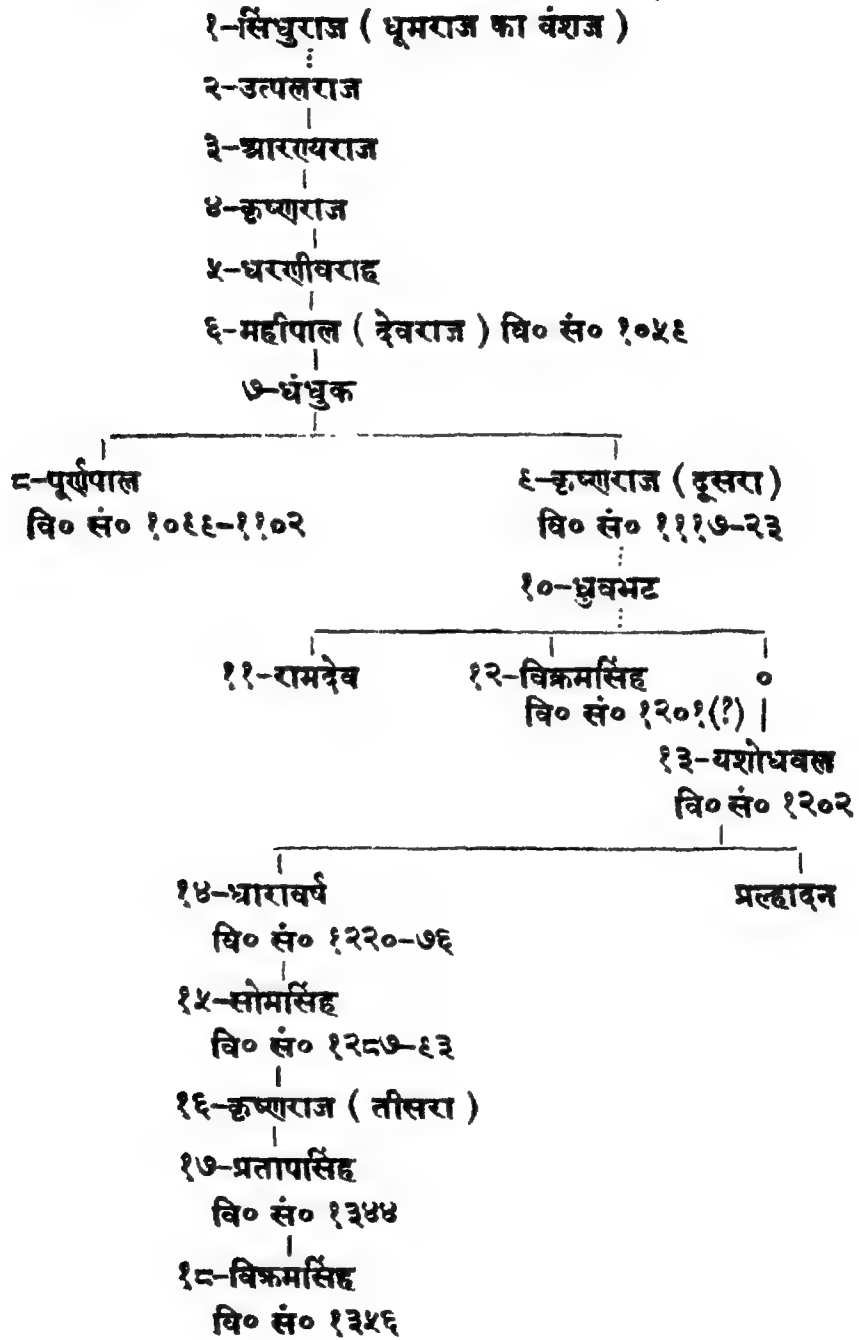 १-सिंधुराज ( धूमराज का वंशज )
२-उत्पलराज
३-आरण्यराज
४-कृष्णराज
५-धरणीवराह
६-महीपाल ( देवराज ) वि० सं० १०५९
७-धंधुक
८-पूर्णपाल ९-कृष्णराज ( दूसरा )
वि० सं० १०९९-११०२ वि० सं० १११७-२३
१०-ध्रुवभट
११-रामदेव १२-विक्रमसिंह ०
वि० सं० १२०१(?)
१३-यशोधवल
वि० सं० १२०२
१४-धारावर्ष प्रल्हादन
वि० सं० १२२०-७६
१५-सोमसिंह
वि० सं० १२८७-९३
१६-कृष्णराज ( तीसरा )
१७-प्रतापसिंह
वि० सं० १३४४
१८-विक्रमसिंह
वि० सं० १३५६